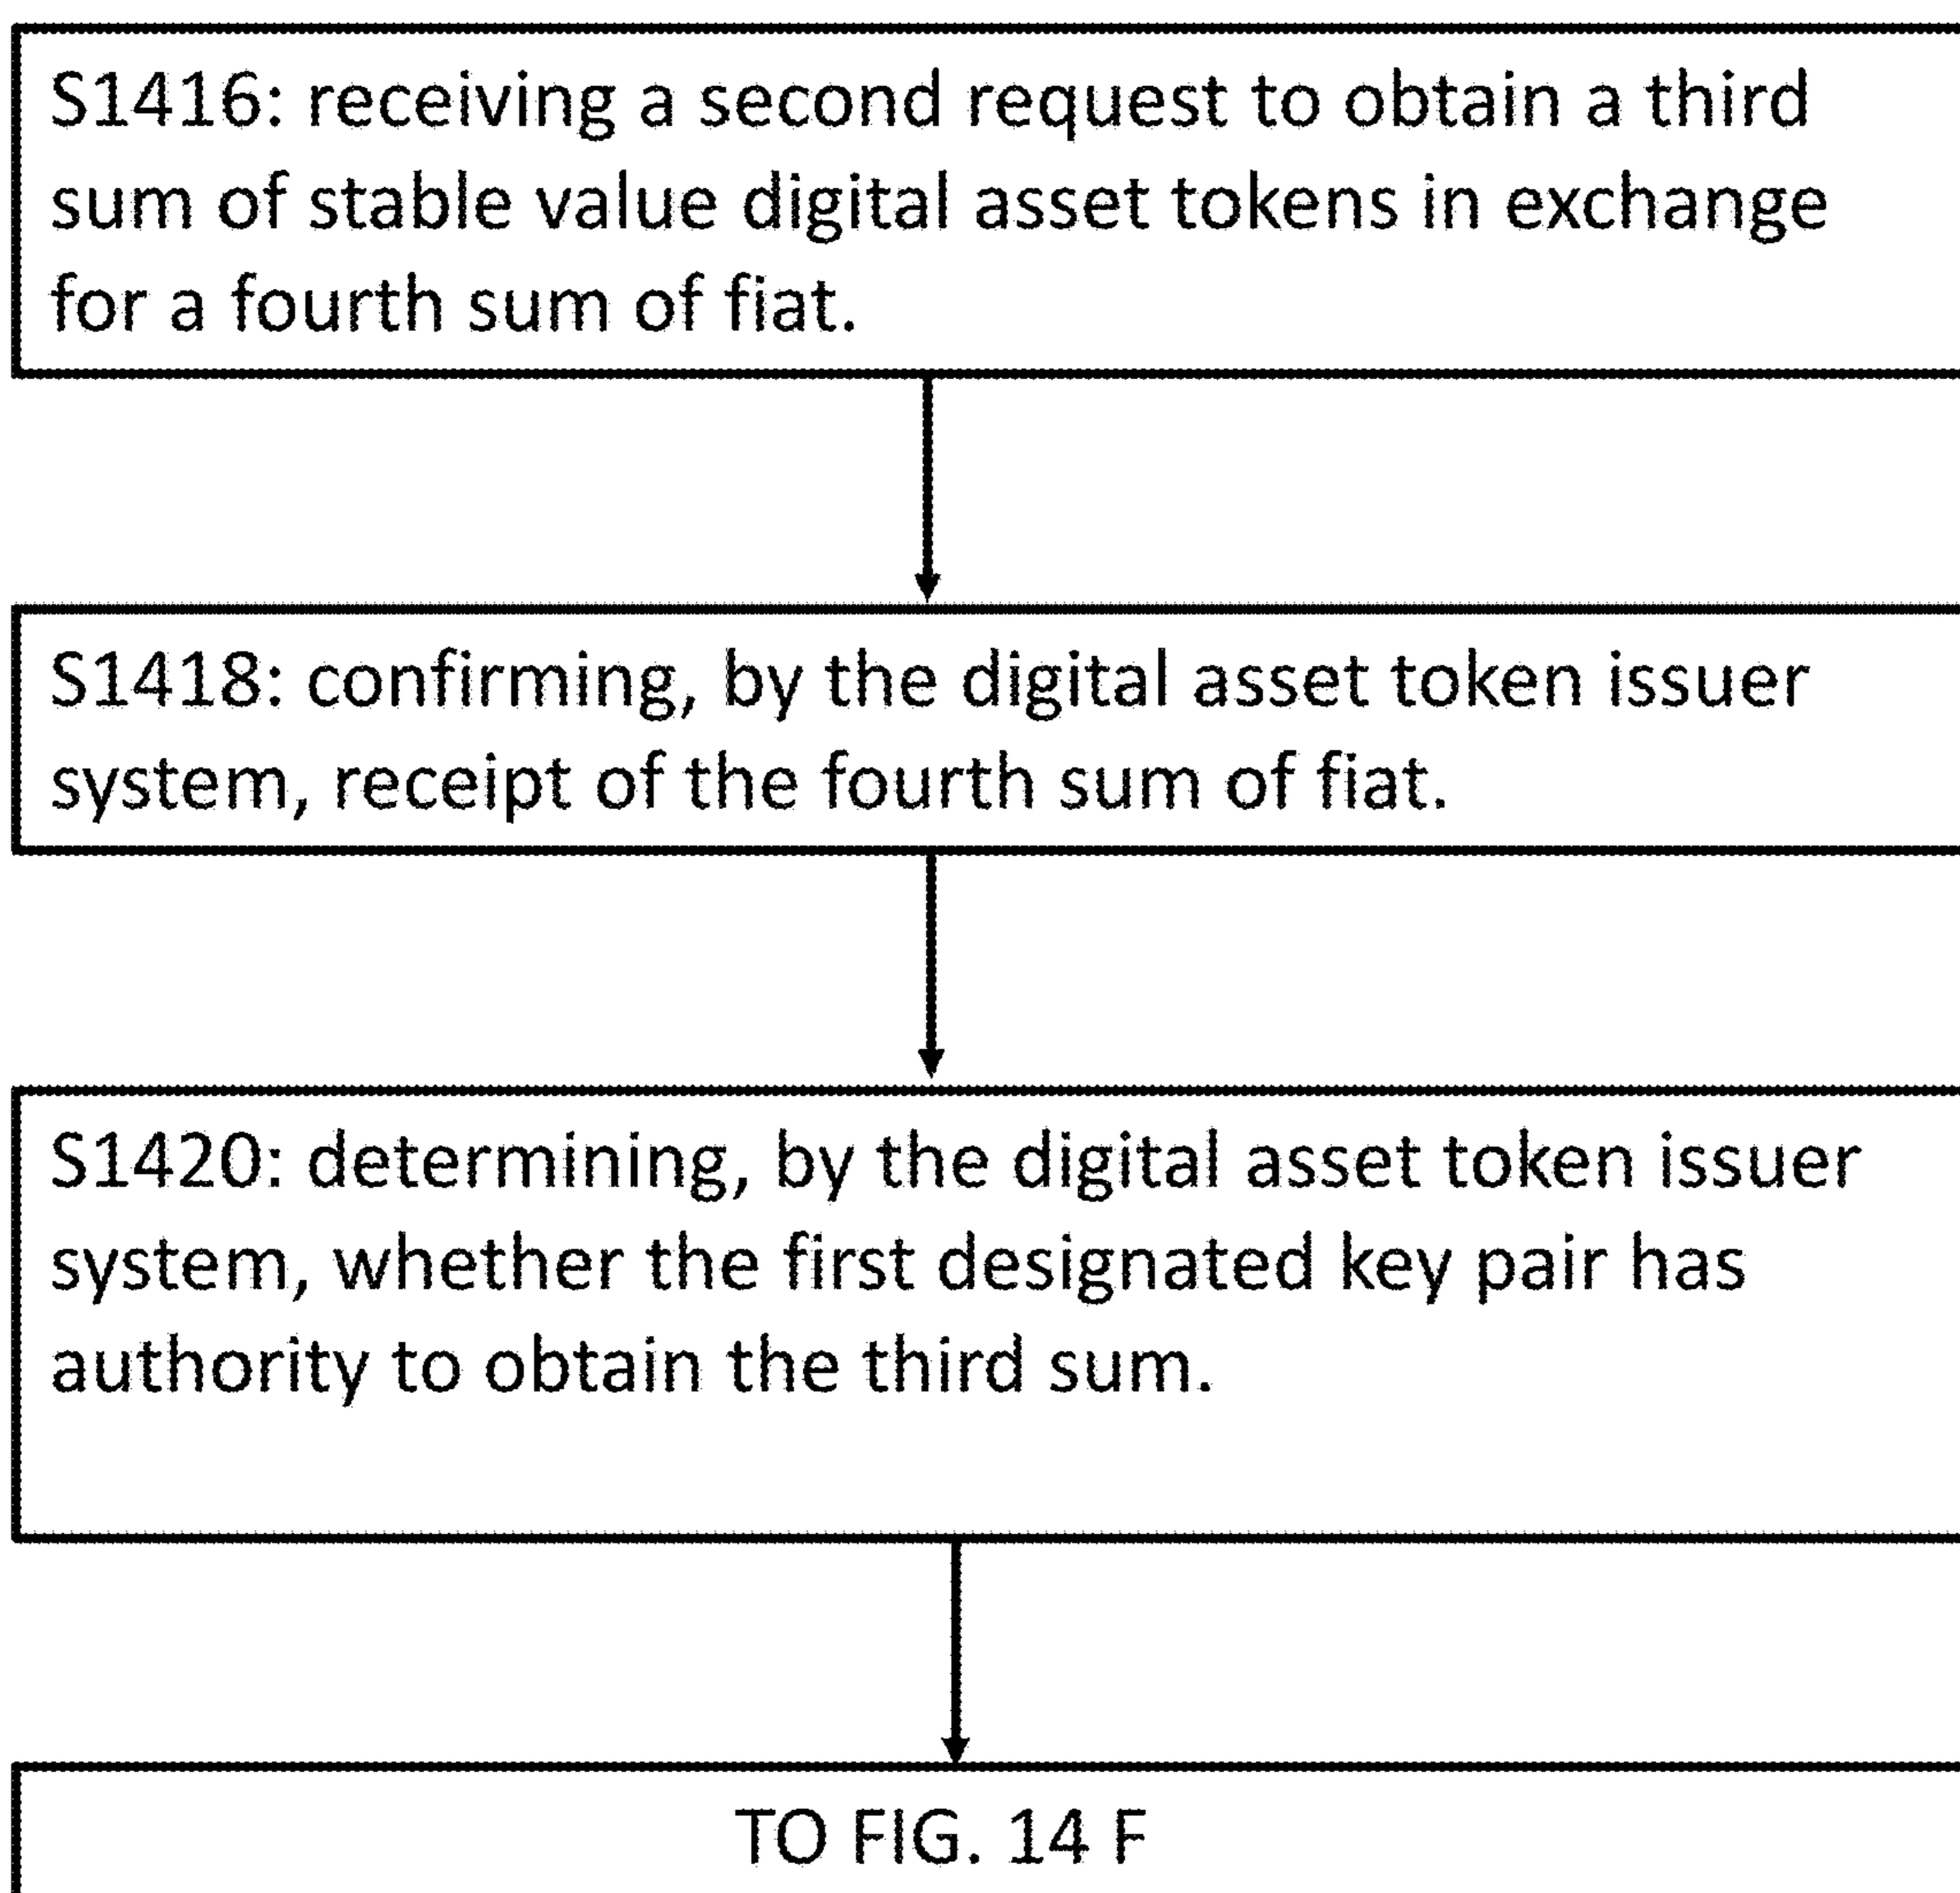 S1416: receiving a second request to obtain a third
sum of stable value digital asset tokens in exchange
for a fourth sum of fiat.
S1418: confirming, by the digital asset token issuer
system, receipt of the fourth sum of fiat.
S1420: determining, by the digital asset token issuer
system, whether the first designated key pair has
authority to obtain the third sum.
TO FIG. 14 F